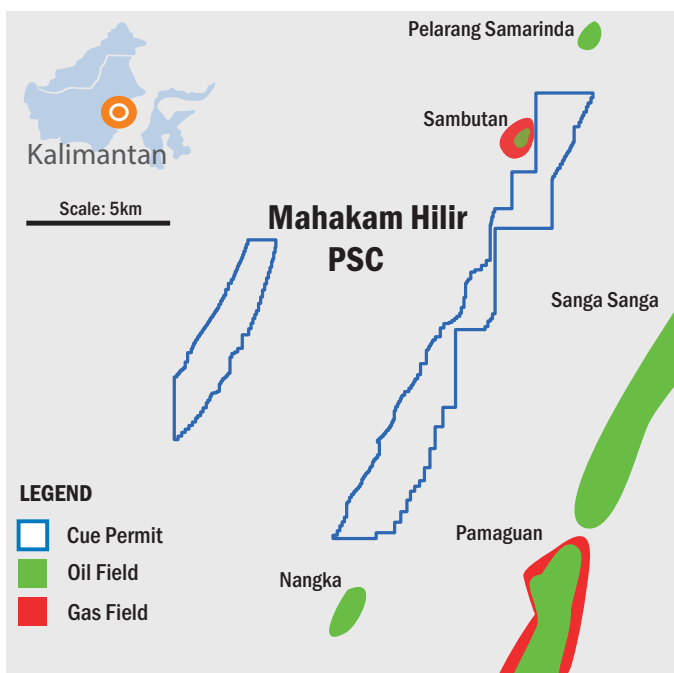 Pelarang Samarinda
Sambutan
Kalimantan
Scale: 5km
Mahakam Hilir
PSC
Sanga Sanga
LEGEND
Cue Permit
Oil Field
Gas Field
Pamaguan
Nangka